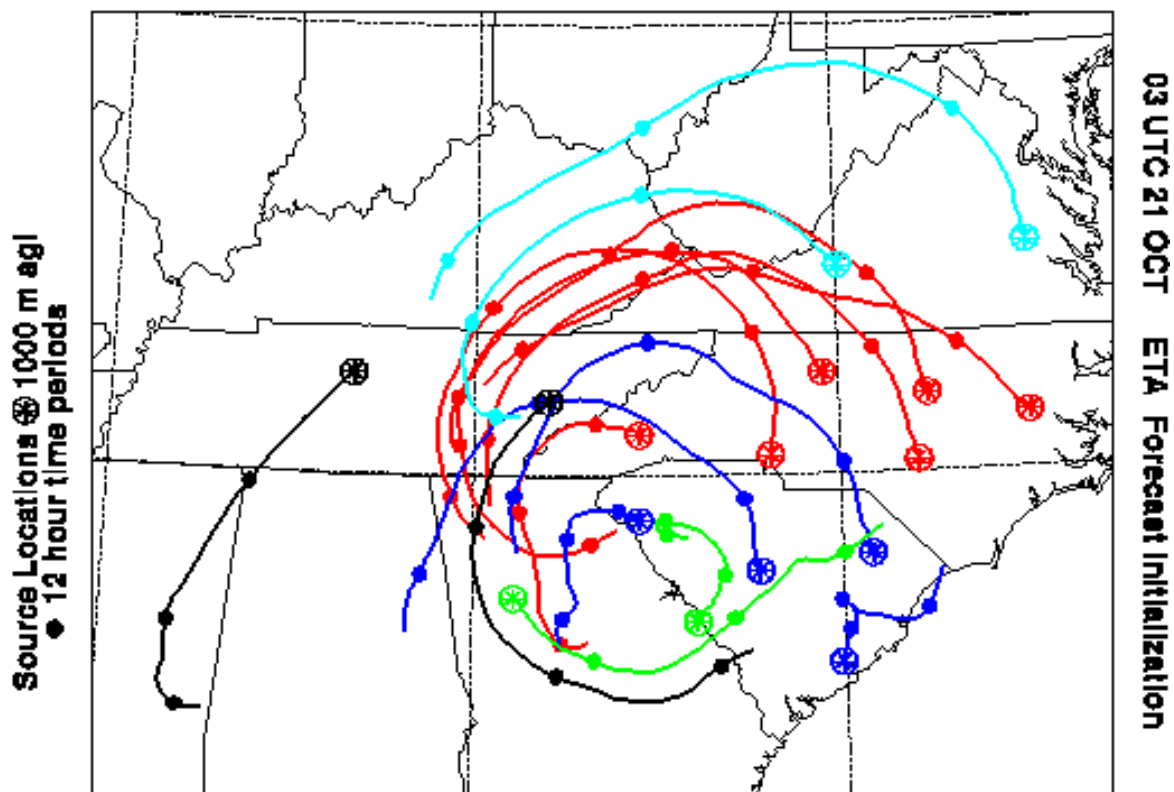 Source Locations ⊛ 1000 m agl
● 12 hour time periods
03 UTC 21 OCT ETA Forecast Initialization